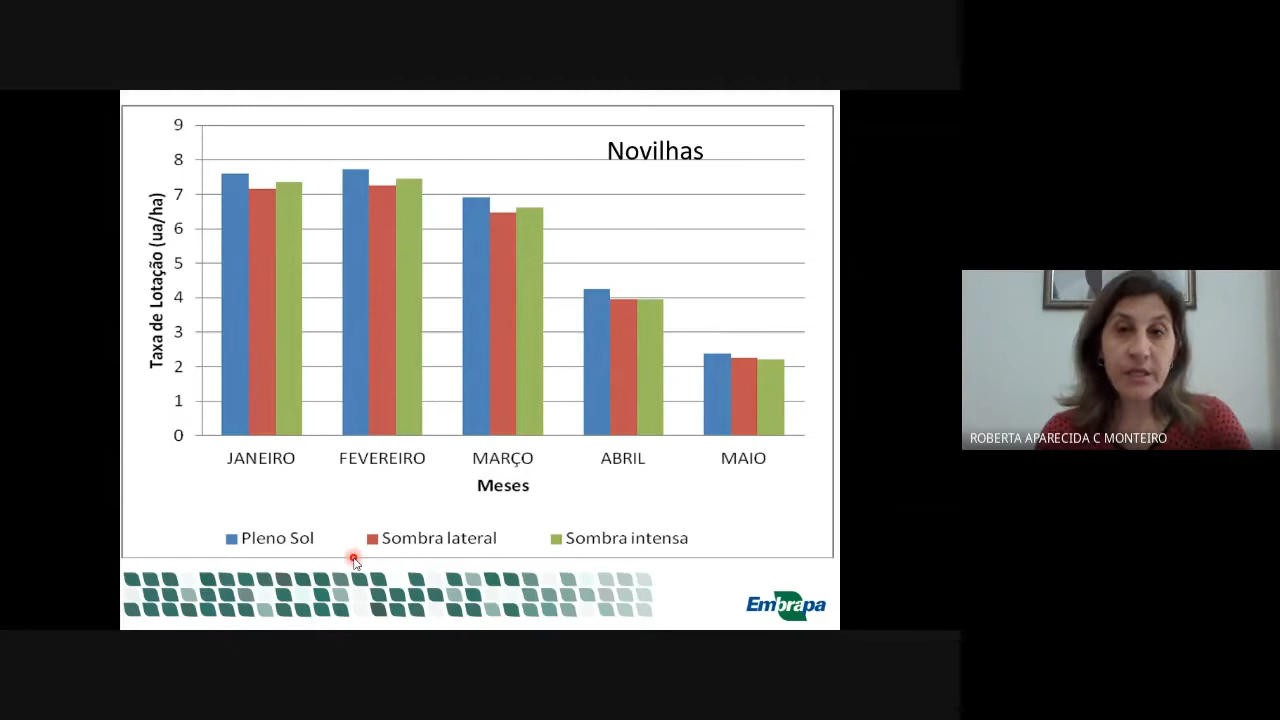 Novilhas
Taxa de Lotação (ua/ha)
9
8
7
6
5
4
3
2
1
0
JANEIRO FEVEREIRO MARÇO ABRIL MAIO
Meses
Pleno Sol Sombra lateral Sombra intensa
Embrapa
ROBERTA APARECIDA C MONTEIRO